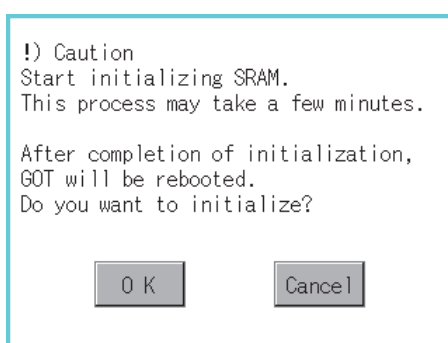 !) Caution
Start initializing SRAM.
This process may take a few minutes.
After completion of initialization,
GOT will be rebooted.
Do you want to initialize?
O K Cancel